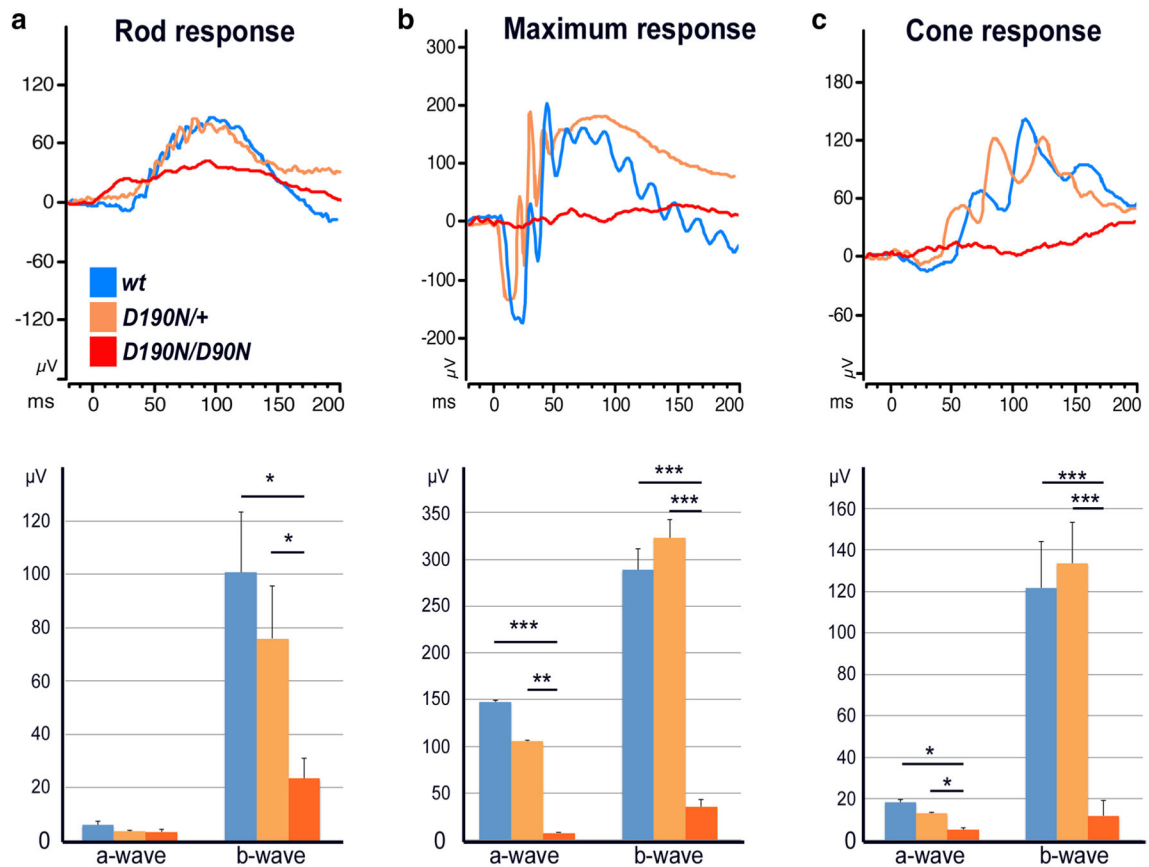 a Rod response
120
60
0
-60
-120
µV
wt
D190N/+
D190N/D90N
ms 0 50 100 150 200
b Maximum response
300
200
100
0
-100
-200
µV
ms 0 50 100 150 200
c Cone response
180
120
60
0
-60
µV
ms 0 50 100 150 200
µV
120
100
80
60
40
20
0
*
*
a-wave b-wave
µV
350
300
250
200
150
100
50
0
***
***
***
**
a-wave b-wave
µV
160
140
120
100
80
60
40
20
0
***
***
*
*
a-wave b-wave